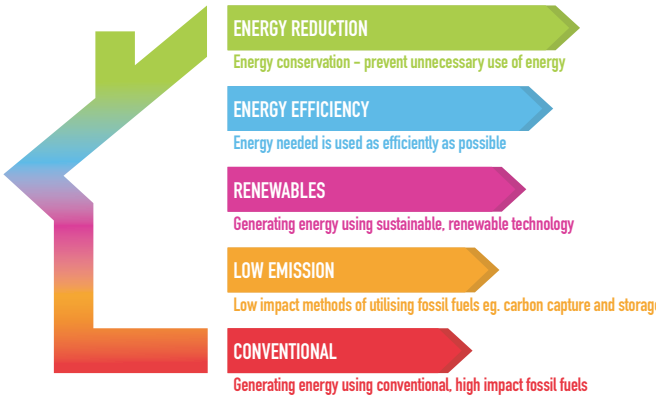 ENERGY REDUCTION
Energy conservation - prevent unnecessary use of energy
ENERGY EFFICIENCY
Energy needed is used as efficiently as possible
RENEWABLES
Generating energy using sustainable, renewable technology
LOW EMISSION
Low impact methods of utilising fossil fuels eg. carbon capture and storage
CONVENTIONAL
Generating energy using conventional, high impact fossil fuels